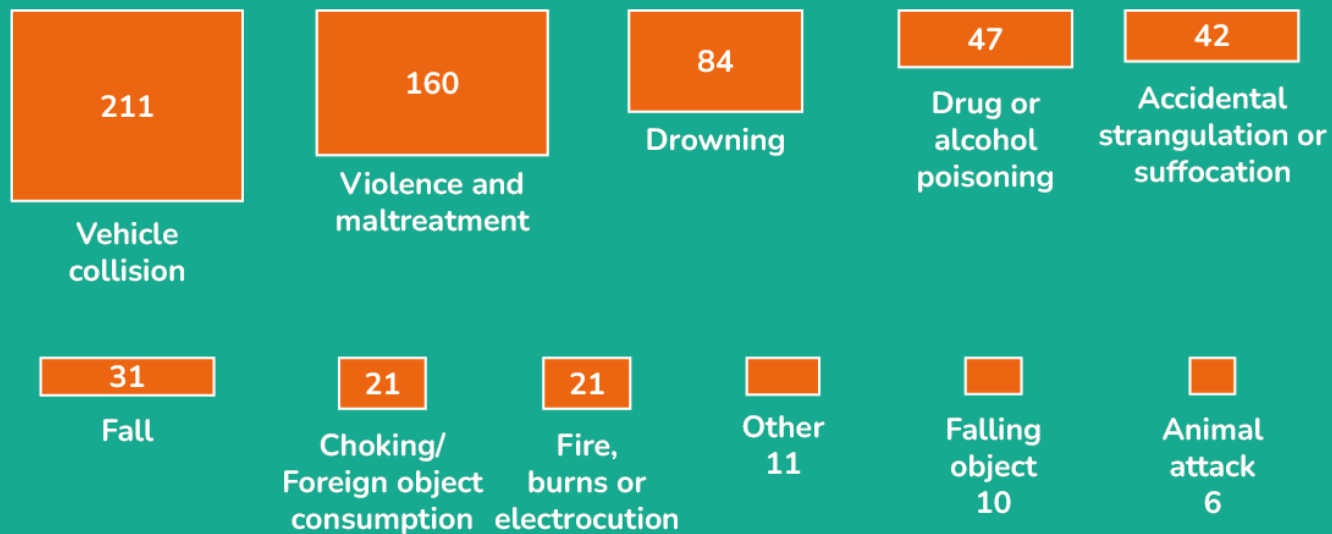 211
Vehicle
collision
160
Violence and
maltreatment
84
Drowning
47
Drug or
alcohol
poisoning
42
Accidental
strangulation or
suffocation
31
Fall
21
Choking/
Foreign object
consumption
21
Fire,
burns or
electrocution
Other
11
Falling
object
10
Animal
attack
6